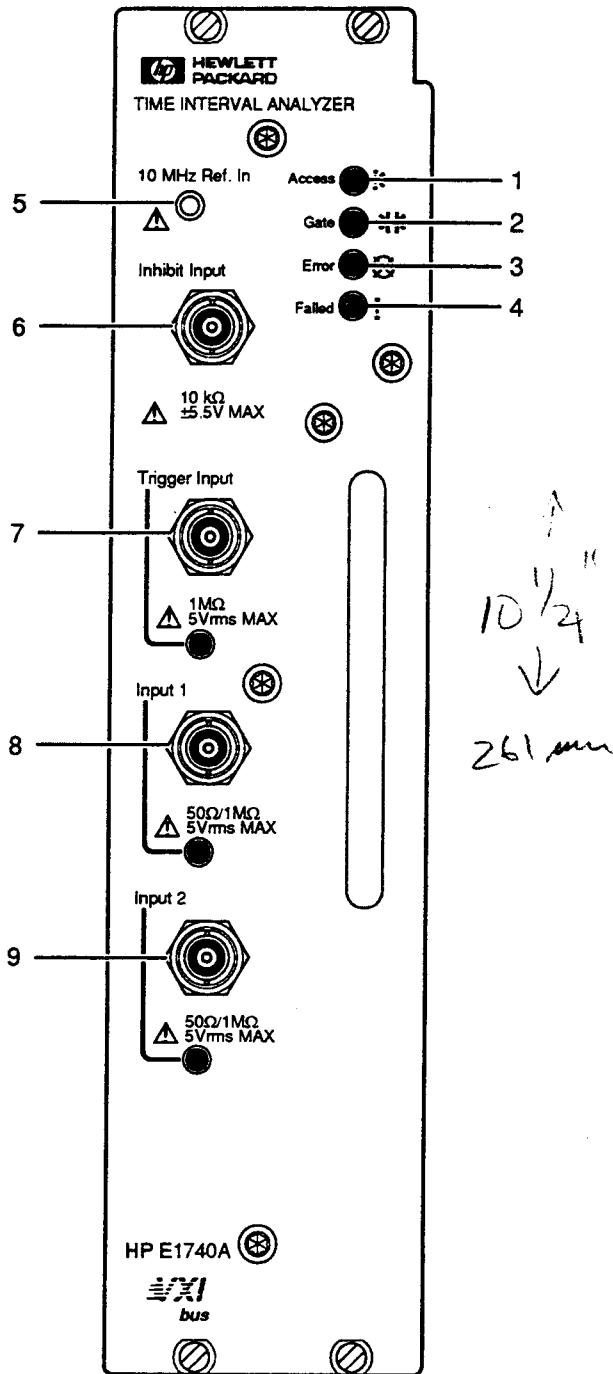 hp HEWLETT
PACKARD
TIME INTERVAL ANALYZER
10 MHz Ref. In
Access
1
5
Gate
2
Error
3
Inhibit Input
Failed
4
6
10 kΩ
±5.5V MAX
Trigger Input
7
1MΩ
5Vrms MAX
Input 1
8
50Ω/1MΩ
5Vrms MAX
Input 2
9
50Ω/1MΩ
5Vrms MAX
10 1/4"
261 mm
HP E1740A
VXI
bus